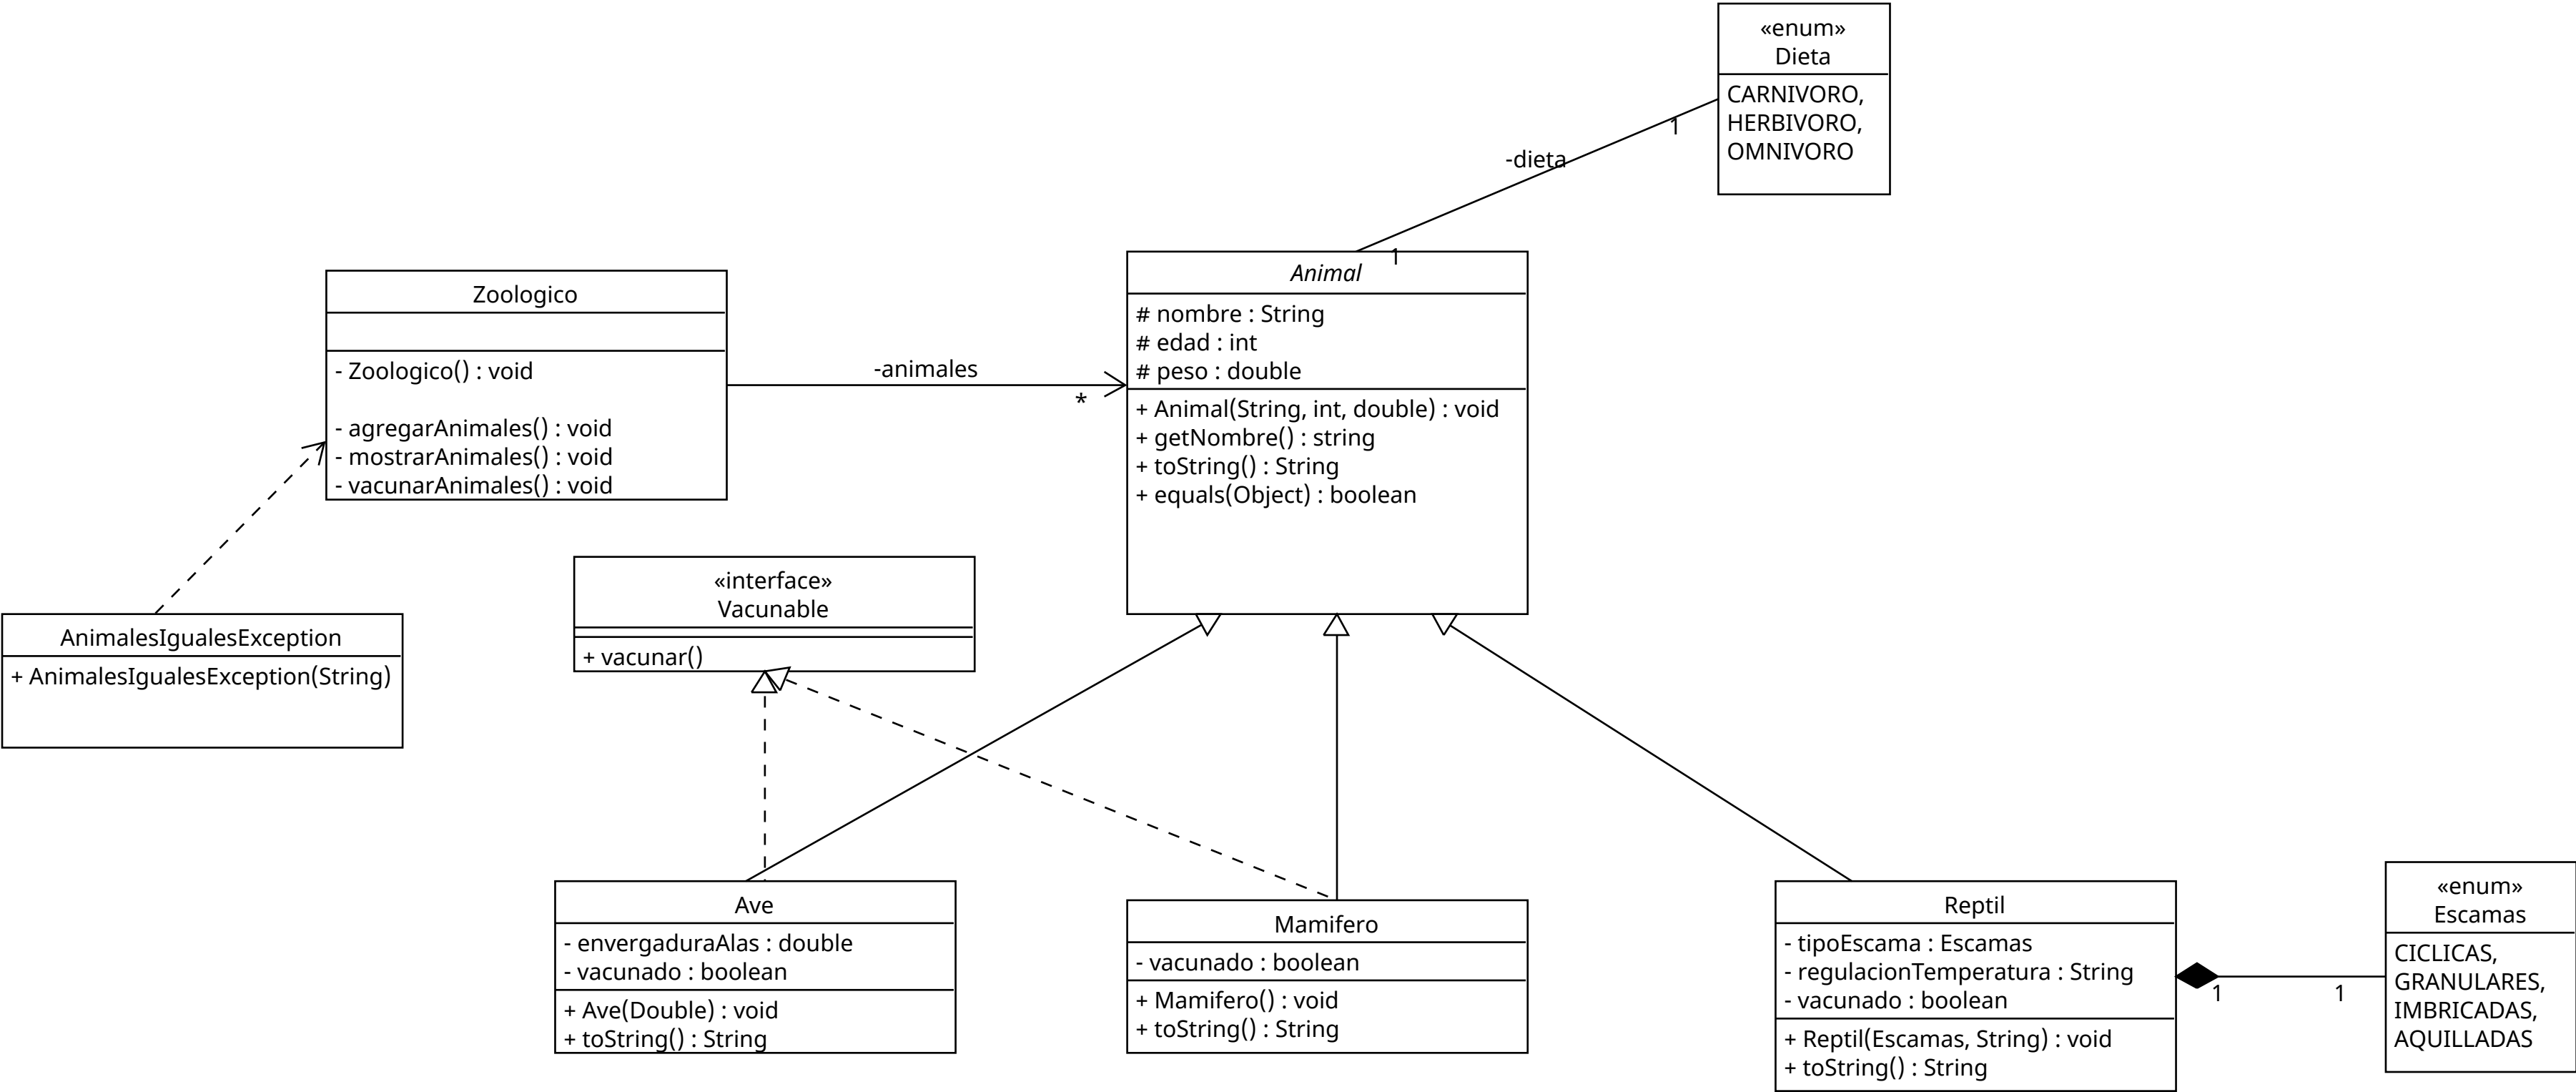 «enum»
Dieta
CARNIVORO,
HERBIVORO,
OMNIVORO
1
-dieta
1
Animal
# nombre : String
# edad : int
# peso : double
+ Animal(String, int, double) : void
+ getNombre() : string
+ toString() : String
+ equals(Object) : boolean
Zoologico
- Zoologico() : void
- agregarAnimales() : void
- mostrarAnimales() : void
- vacunarAnimales() : void
-animales
*
«interface»
Vacunable
+ vacunar()
AnimalesIgualesException
+ AnimalesIgualesException(String)
Ave
- envergaduraAlas : double
- vacunado : boolean
+ Ave(Double) : void
+ toString() : String
Mamifero
- vacunado : boolean
+ Mamifero() : void
+ toString() : String
Reptil
- tipoEscama : Escamas
- regulacionTemperatura : String
- vacunado : boolean
+ Reptil(Escamas, String) : void
+ toString() : String
1
1
«enum»
Escamas
CICLICAS,
GRANULARES,
IMBRICADAS,
AQUILLADAS